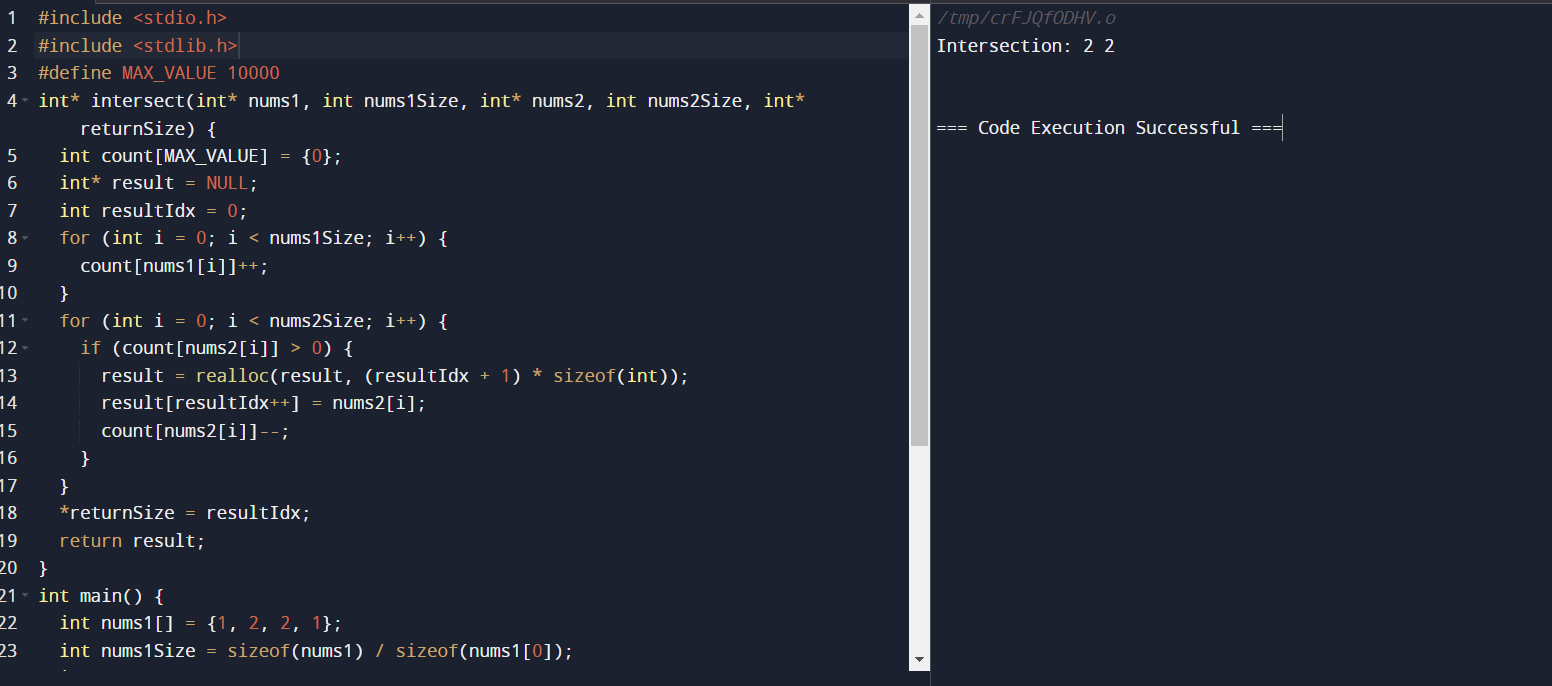 1 #include <stdio.h>
2 #include <stdlib.h>
3 #define MAX_VALUE 10000
4 int* intersect(int* nums1, int nums1Size, int* nums2, int nums2Size, int*
returnSize) {
5 int count[MAX_VALUE] = {0};
6 int* result = NULL;
7 int resultIdx = 0;
8 for (int i = 0; i < nums1Size; i++) {
9 count[nums1[i]]++;
10 }
11 for (int i = 0; i < nums2Size; i++) {
12 if (count[nums2[i]] > 0) {
13 result = realloc(result, (resultIdx + 1) * sizeof(int));
14 result[resultIdx++] = nums2[i];
15 count[nums2[i]]--;
16 }
17 }
18 *returnSize = resultIdx;
19 return result;
20 }
21 int main() {
22 int nums1[] = {1, 2, 2, 1};
23 int nums1Size = sizeof(nums1) / sizeof(nums1[0]);
/tmp/crFJQfODHV.o
Intersection: 2 2
=== Code Execution Successful ===